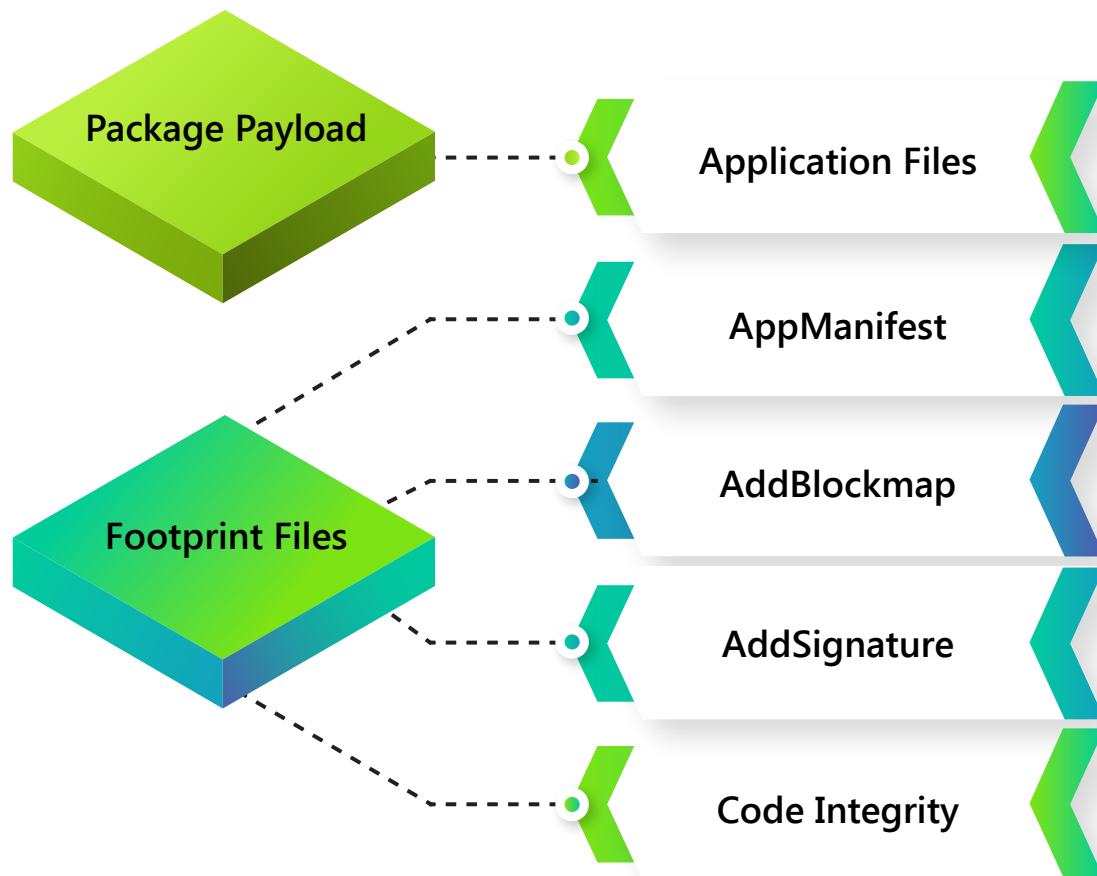 Package Payload
Application Files
AppManifest
AddBlockmap
Footprint Files
AddSignature
Code Integrity